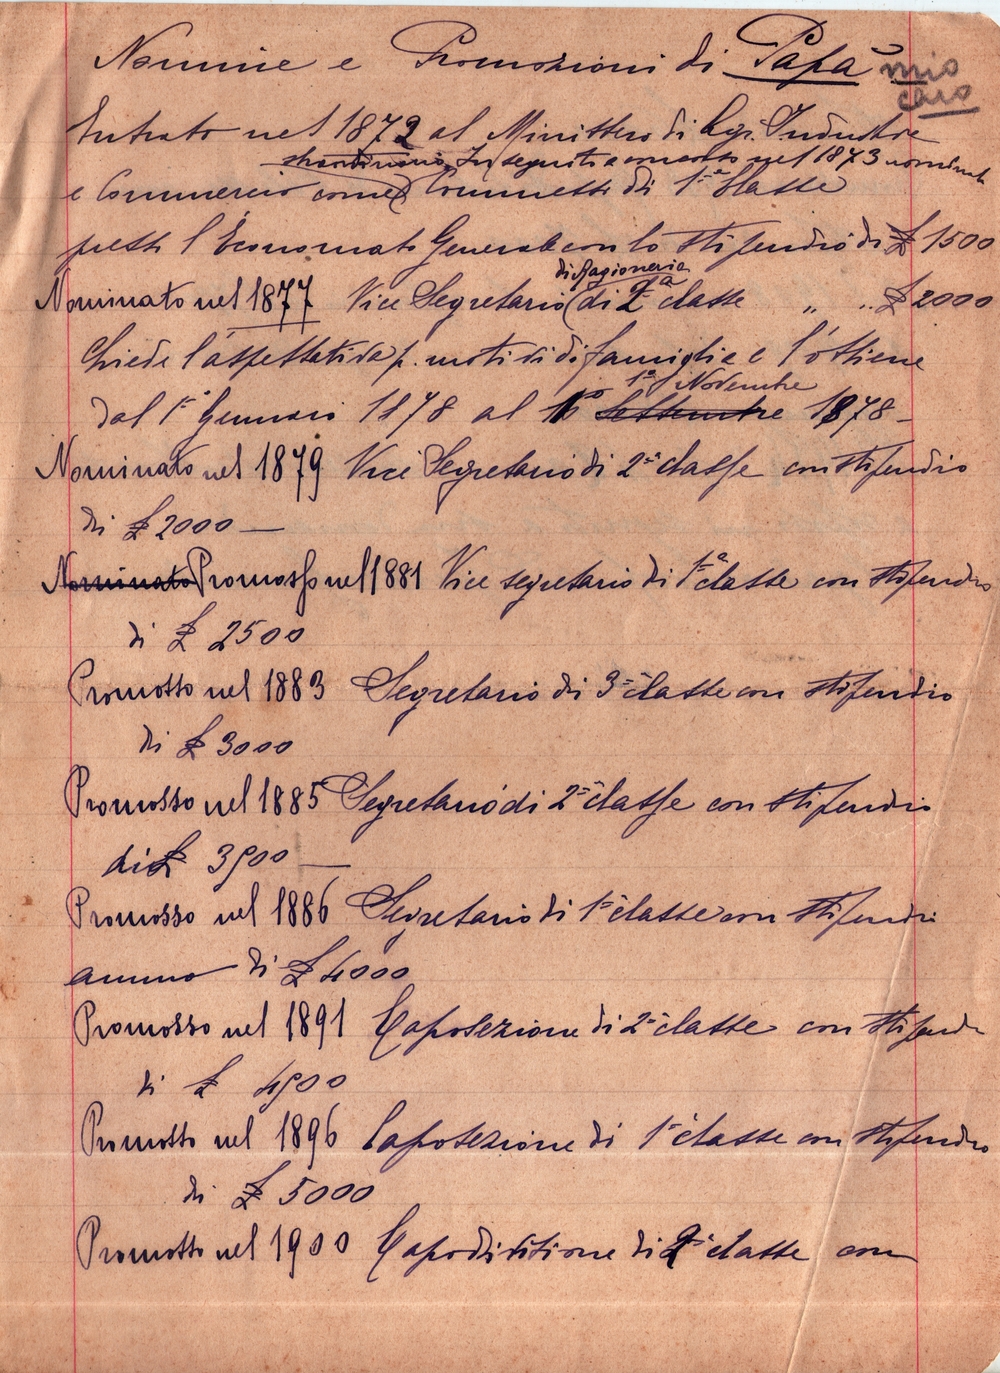 Nomine e Promozioni di Papà mio
caro
Entrato nel 1872 al Ministero di Agr. Industrie
straordinario In seguito a concorso nel 1873 nominato
e Commercio come Commesso di 1ª Classe
presso l'Economato Generale con lo stipendio di £ 1500
di Ragioneria
Nominato nel 1877 Vice Segretario (di 2ª classe " " £ 2000
Chiede l'aspettativa p. motivi di famiglia e l'ottiene
1º Novembre
dal 1º Gennaio 1878 al Settembre 1878 -
Nominato nel 1879 Vice Segretario di 2ª classe con stipendio
di £ 2000 —
Nominato Promosso nel 1881 Vice segretario di 1ª classe con stipendio
di £ 2500
Promosso nel 1883 Segretario di 3ª classe con stipendio
di £ 3000
Promosso nel 1885 Segretario di 2ª classe con stipendio
di £ 3500 —
Promosso nel 1886 Segretario di 1ª classe con stipendio
annuo di £ 4000
Promosso nel 1891 Caposezione di 2ª classe con stipendio
di £ 4500
Promosso nel 1896 Caposezione di 1ª classe con stipendio
di £ 5000
Promosso nel 1900 Capodivisione di 2ª classe con